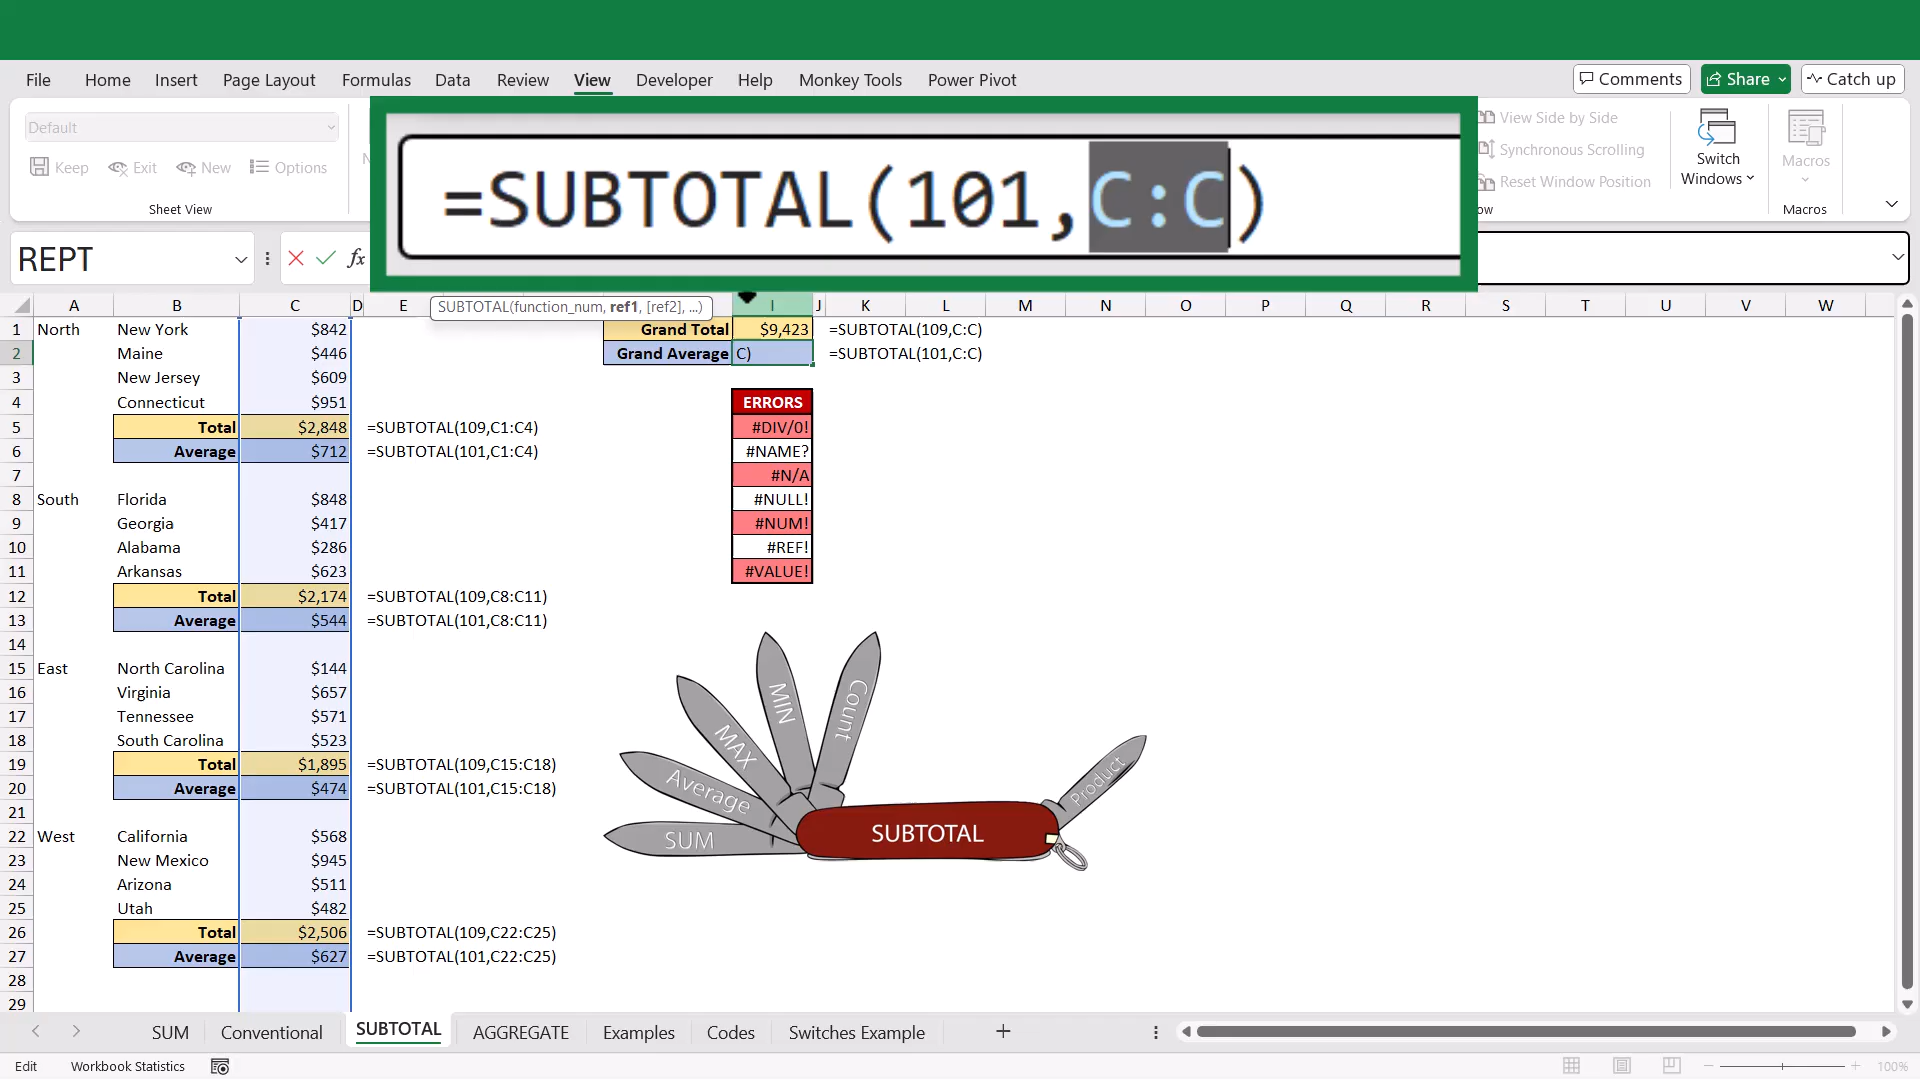 File Home Insert Page Layout Formulas Data Review View Developer Help Monkey Tools Power Pivot Comments Share Catch up
Default
Keep Exit New Options
Sheet View
View Side by Side
Synchronous Scrolling
Reset Window Position
Switch
Windows
Macros
Macros
=SUBTOTAL(101,C:C)
REPT fx
SUBTOTAL(function_num, ref1, [ref2], ...)
A B C D E I J K L M N O P Q R S T U V W
1 North New York $842 Grand Total $9,423 =SUBTOTAL(109,C:C)
2 Maine $446 Grand Average C) =SUBTOTAL(101,C:C)
3 New Jersey $609
4 Connecticut $951 ERRORS
5 Total $2,848 =SUBTOTAL(109,C1:C4) #DIV/0!
6 Average $712 =SUBTOTAL(101,C1:C4) #NAME?
7 #N/A
8 South Florida $848 #NULL!
9 Georgia $417 #NUM!
10 Alabama $286 #REF!
11 Arkansas $623 #VALUE!
12 Total $2,174 =SUBTOTAL(109,C8:C11)
13 Average $544 =SUBTOTAL(101,C8:C11)
14
15 East North Carolina $144
16 Virginia $657
17 Tennessee $571
18 South Carolina $523
19 Total $1,895 =SUBTOTAL(109,C15:C18)
20 Average $474 =SUBTOTAL(101,C15:C18)
21
22 West California $568
23 New Mexico $945
24 Arizona $511
25 Utah $482
26 Total $2,506 =SUBTOTAL(109,C22:C25)
27 Average $627 =SUBTOTAL(101,C22:C25)
28
29
SUM
Average
MAX
MIN
Count
Product
SUBTOTAL
SUM Conventional SUBTOTAL AGGREGATE Examples Codes Switches Example
Edit Workbook Statistics 100%